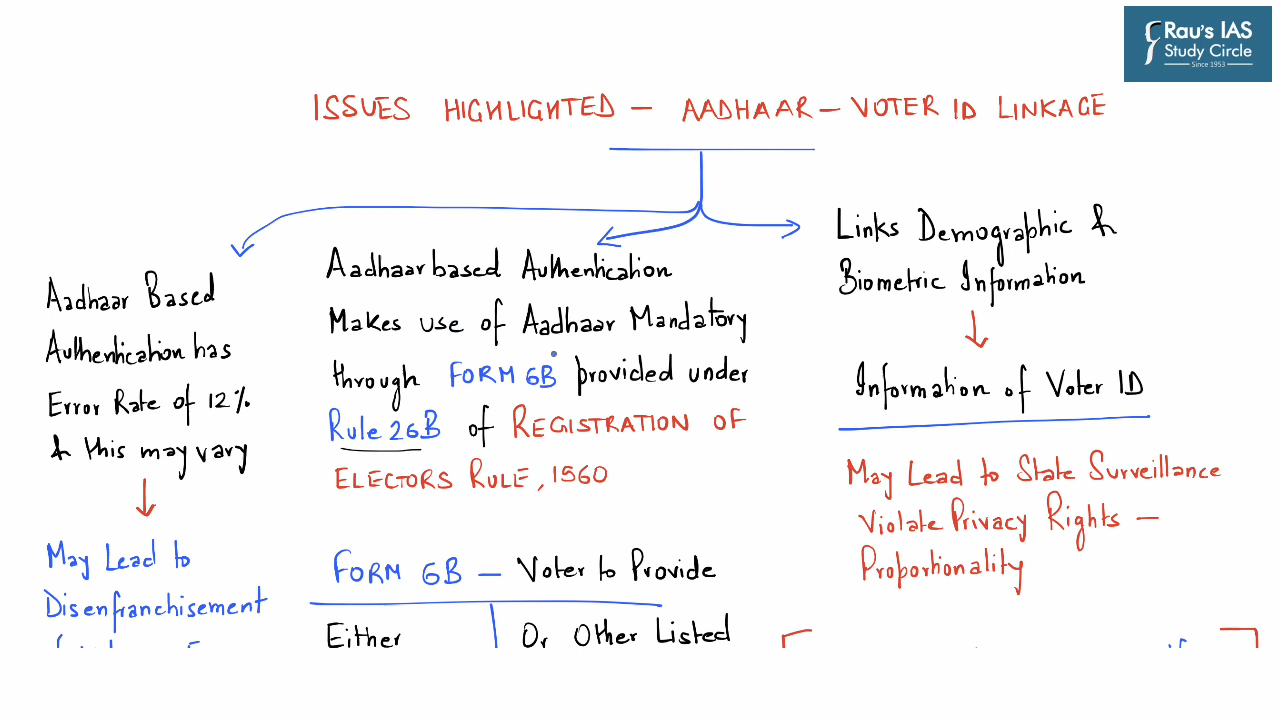 Rau's IAS
Study Circle
Since 1953
ISSUES HIGHLIGHTED — AADHAAR — VOTER ID LINKAGE
Aadhaar Based
Authentication has
Error Rate of 12%
& this may vary
May Lead to
Disenfranchisement
Aadhaar based Authentication
Makes use of Aadhaar Mandatory
through FORM 6B provided under
Rule 26B of REGISTRATION OF
ELECTORS RULE, 1960
FORM 6B — Voter to Provide
Either
Or Other Listed
Links Demographic &
Biometric Information
Information of Voter ID
May Lead to State Surveillance
Violate Privacy Rights —
Proportionality